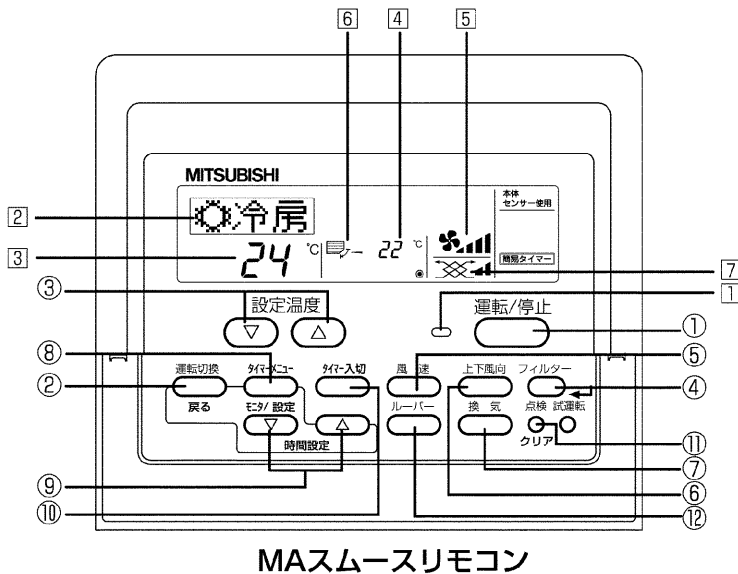 6 4 5
MITSUBISHI
本体
センサー使用
2 冷房
℃ 22 ℃
3 24
簡易タイマー
7
1
③ 設定温度 運転/停止
▽ △ ①
⑧ ⑤
運転切換 タイマーメニュー タイマー入切 風 速 上下風向 フィルター
② ④
戻る モニタ/設定 ルーバー 換 気 点検 試運転
▽ △
時間設定 クリア ⑪
⑦
⑨ ⑥
⑩ ⑫
MAスムースリモコン